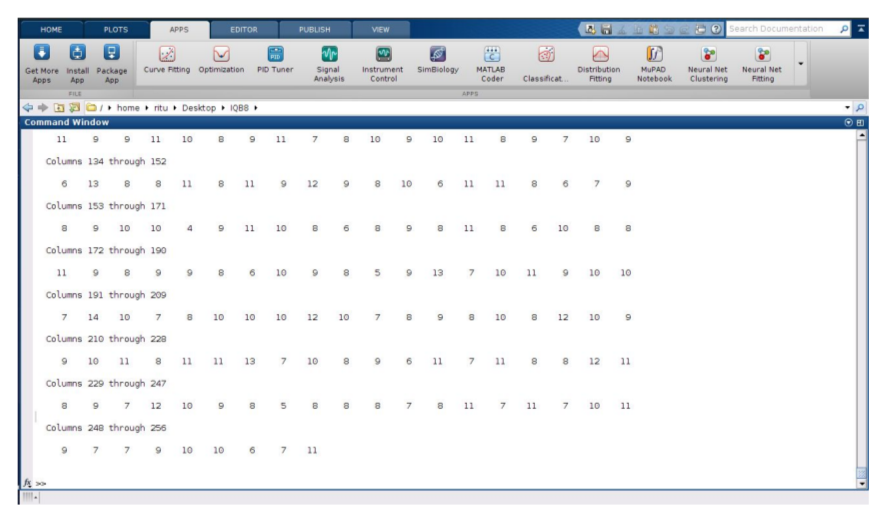 HOME PLOTS APPS EDITOR PUBLISH VIEW Search Documentation
Get More Apps Install App Package App Curve Fitting Optimization PID Tuner Signal Analysis Instrument Control SimBiology MATLAB Coder Classificat... Distribution Fitting MuPAD Notebook Neural Net Clustering Neural Net Fitting
FILE APPS
/ home ritu Desktop IQB8
Command Window
11 9 9 11 10 8 9 11 7 8 10 9 10 11 8 9 7 10 9
Columns 134 through 152
6 13 8 8 11 8 11 9 12 9 8 10 6 11 11 8 6 7 9
Columns 153 through 171
8 9 10 10 4 9 11 10 8 6 8 9 8 11 8 6 10 8 8
Columns 172 through 190
11 9 8 9 9 8 6 10 9 8 5 9 13 7 10 11 9 10 10
Columns 191 through 209
7 14 10 7 8 10 10 10 12 10 7 8 9 8 10 8 12 10 9
Columns 210 through 228
9 10 11 8 11 11 13 7 10 8 9 6 11 7 11 8 8 12 11
Columns 229 through 247
8 9 7 12 10 9 8 5 8 8 8 7 8 11 7 11 7 10 11
Columns 248 through 256
9 7 7 9 10 10 6 7 11
fx >>